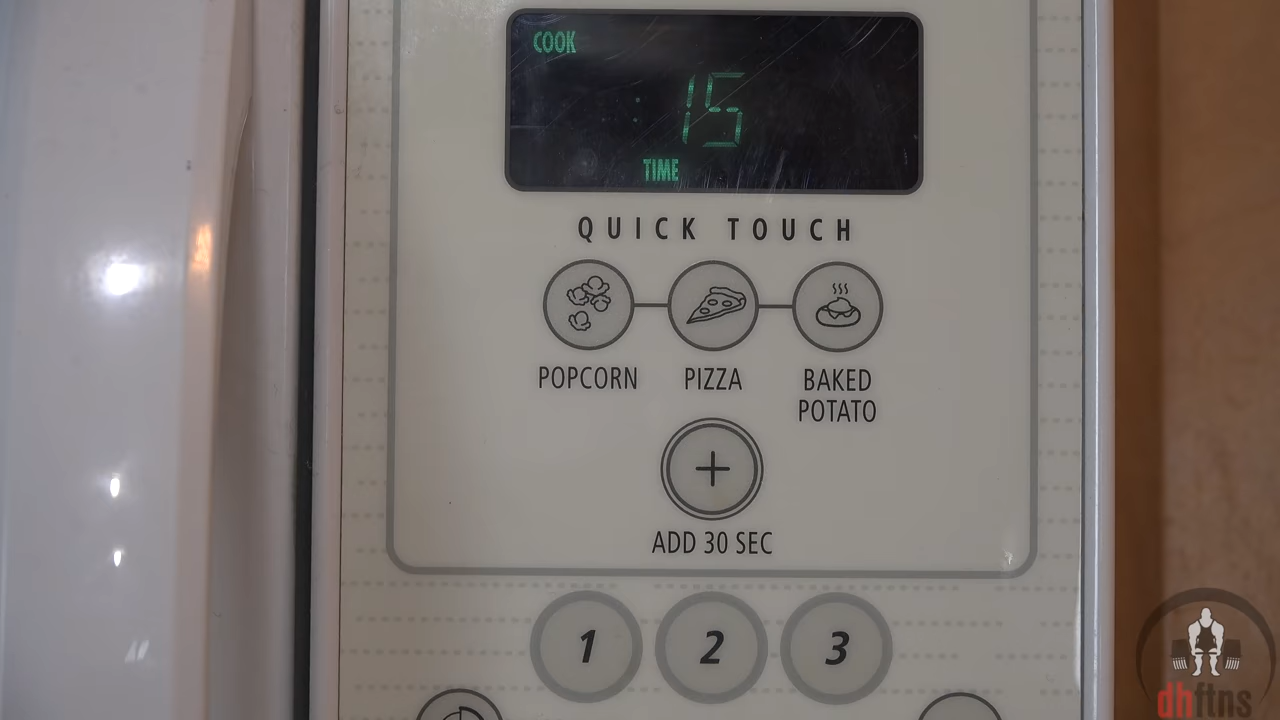 COOK
:15
TIME
QUICK TOUCH
POPCORN
PIZZA
BAKED
POTATO
ADD 30 SEC
1
2
3
dhftns